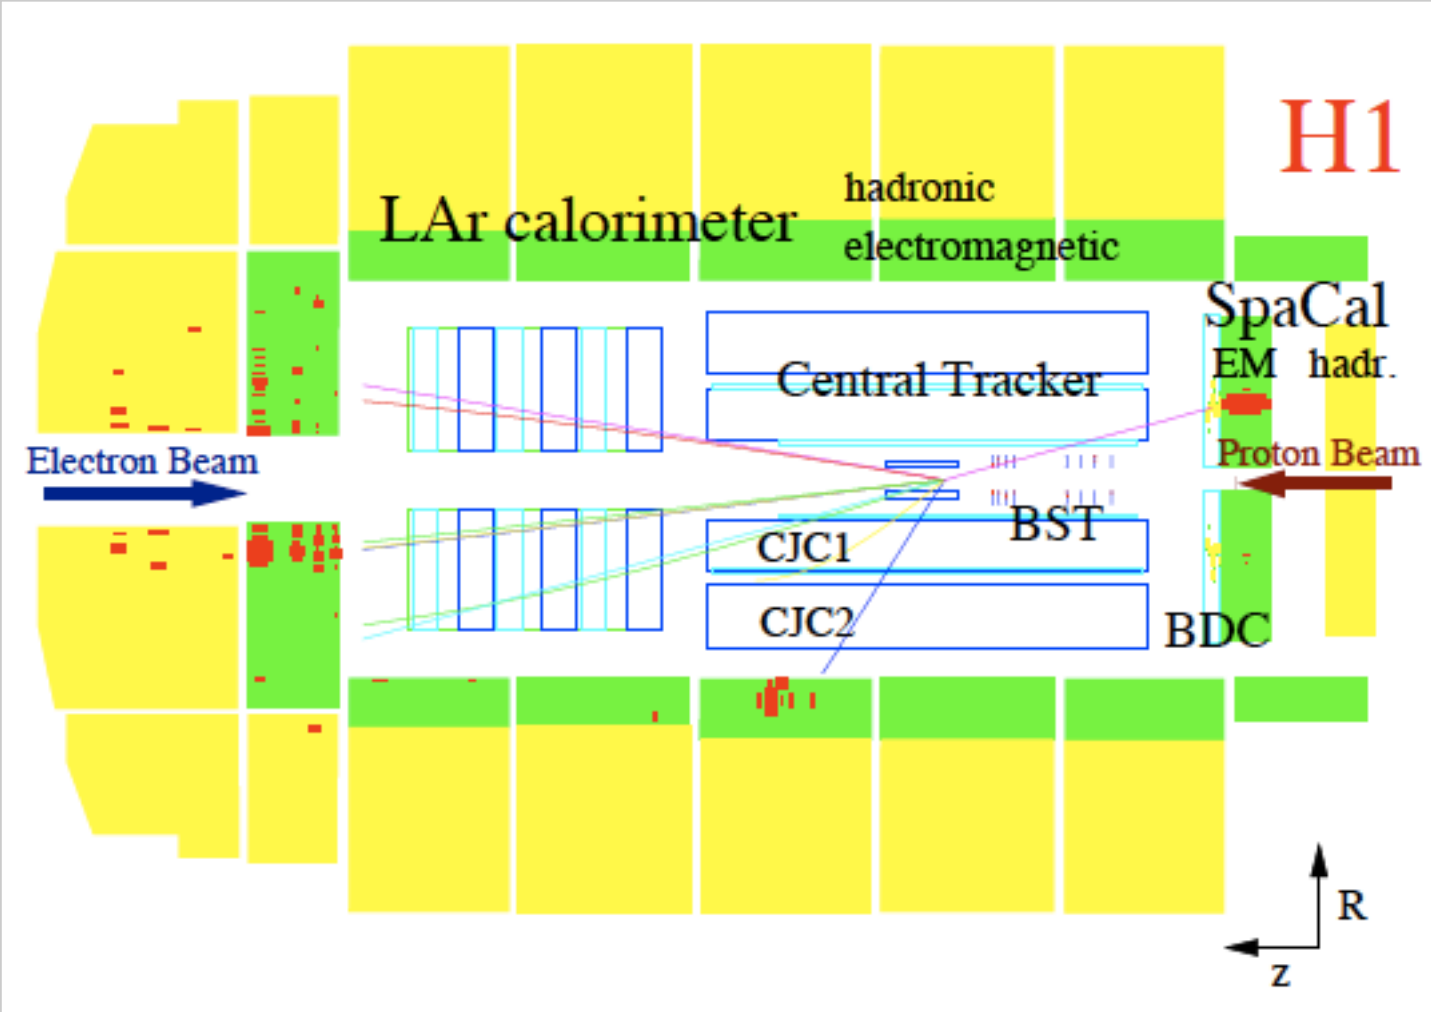 H1
hadronic
LAr calorimeter
electromagnetic
SpaCal
EM hadr.
Central Tracker
Electron Beam
Proton Beam
BST
CJC1
CJC2
BDC
R
z